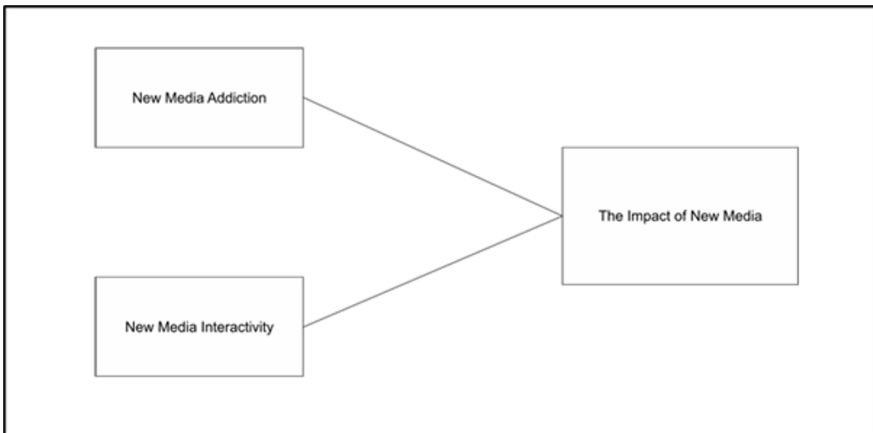 New Media Addiction
The Impact of New Media
New Media Interactivity